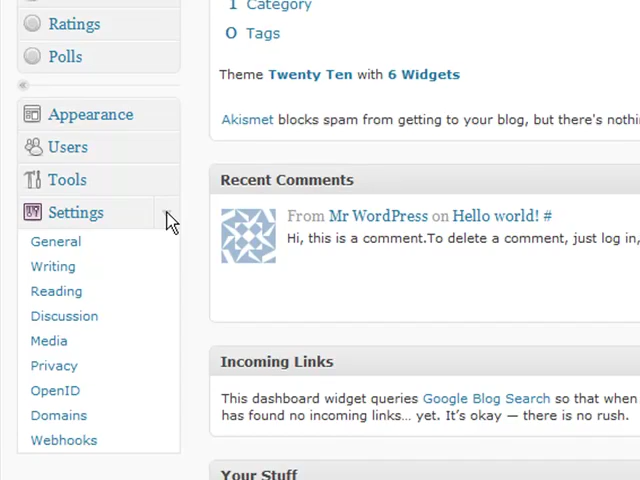 Ratings
Polls
Appearance
Users
Tools
Settings
General
Writing
Reading
Discussion
Media
Privacy
OpenID
Domains
Webhooks
1 Category
0 Tags
Theme Twenty Ten with 6 Widgets
Akismet blocks spam from getting to your blog, but there's
Recent Comments
From Mr WordPress on Hello world! #
Hi, this is a comment.To delete a comment, just log in,
Incoming Links
This dashboard widget queries Google Blog Search so that when
has found no incoming links… yet. It's okay — there is no rush.
Your Stuff